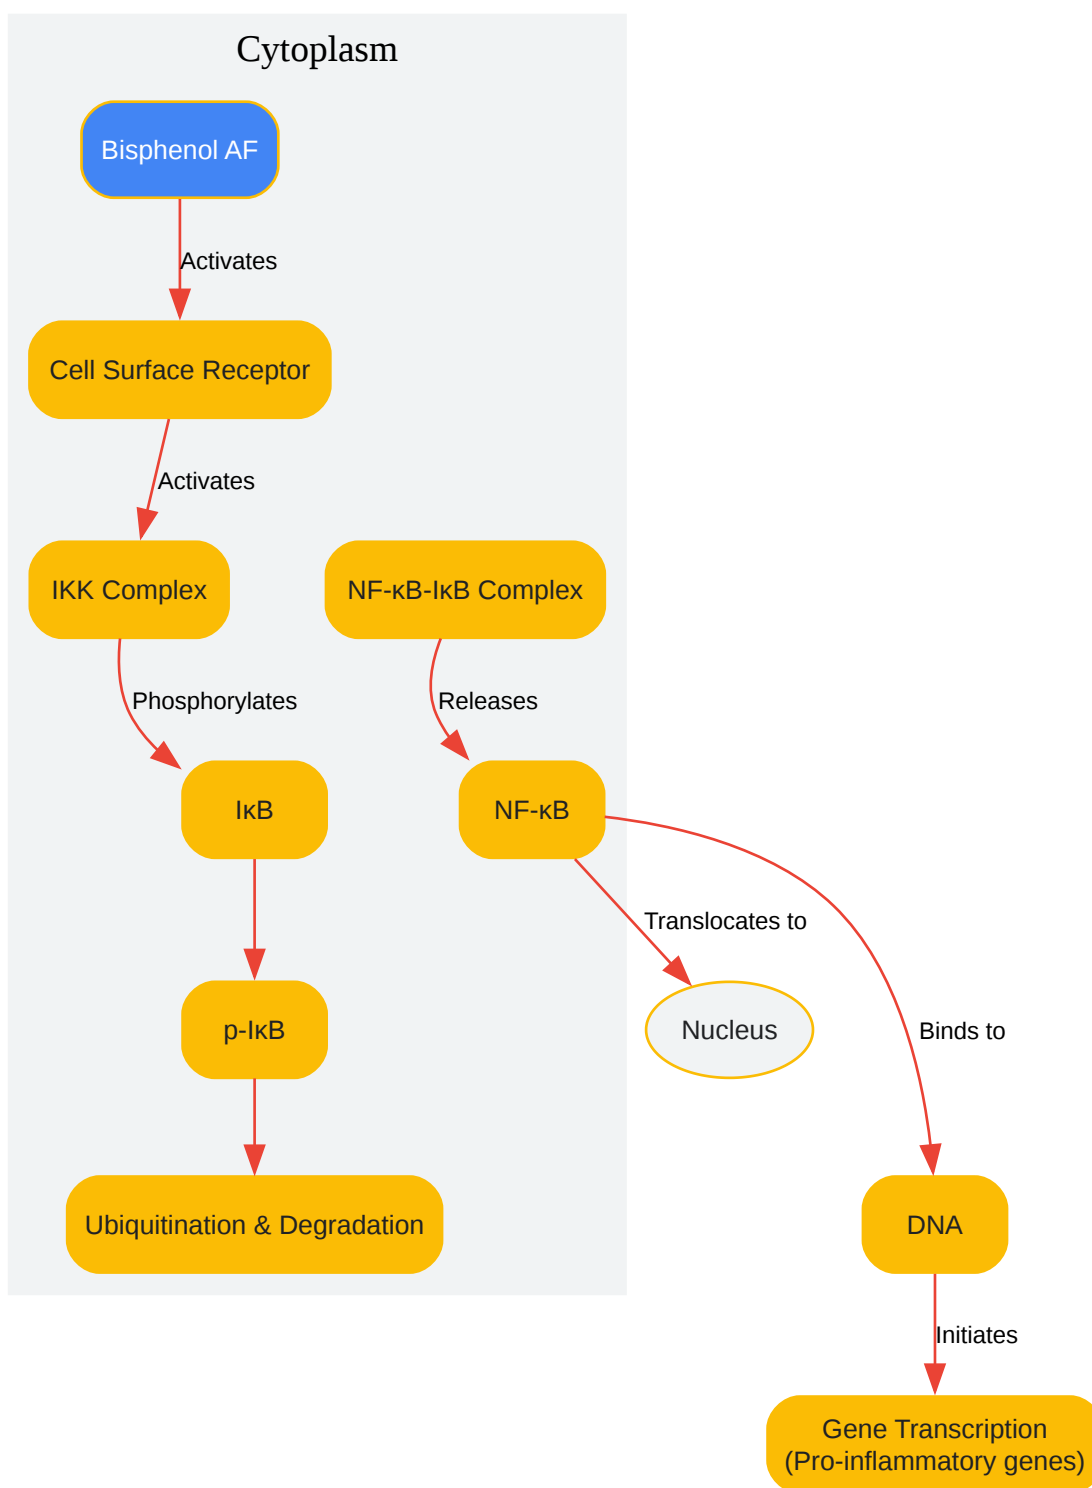 Cytoplasm
Bisphenol AF
Activates
Cell Surface Receptor
Activates
IKK Complex
NF-κB-IκB Complex
Phosphorylates
Releases
IκB
NF-κB
Translocates to
p-IκB
Nucleus
Binds to
Ubiquitination & Degradation
DNA
Initiates
Gene Transcription
(Pro-inflammatory genes)